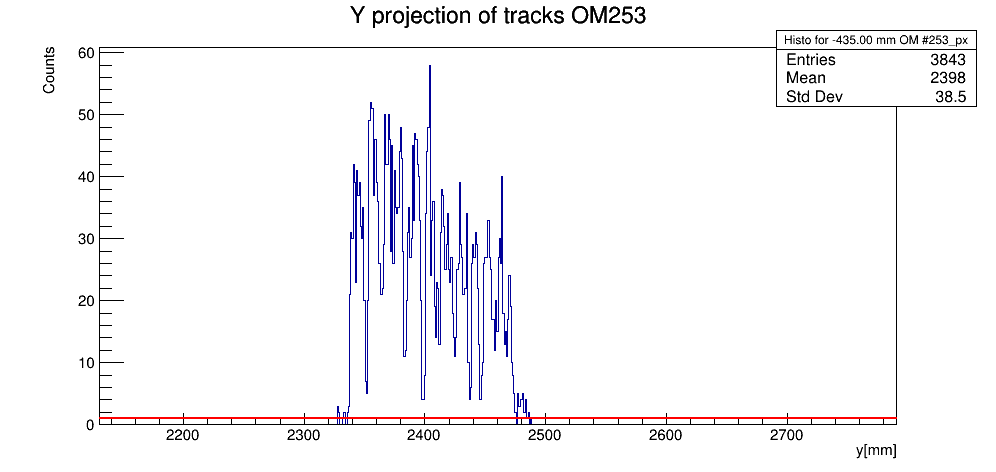 Y projection of tracks OM253
Histo for -435.00 mm OM #253_px
Entries 3843
Mean 2398
Std Dev 38.5
Counts
60
50
40
30
20
10
0
2200 2300 2400 2500 2600 2700
y[mm]